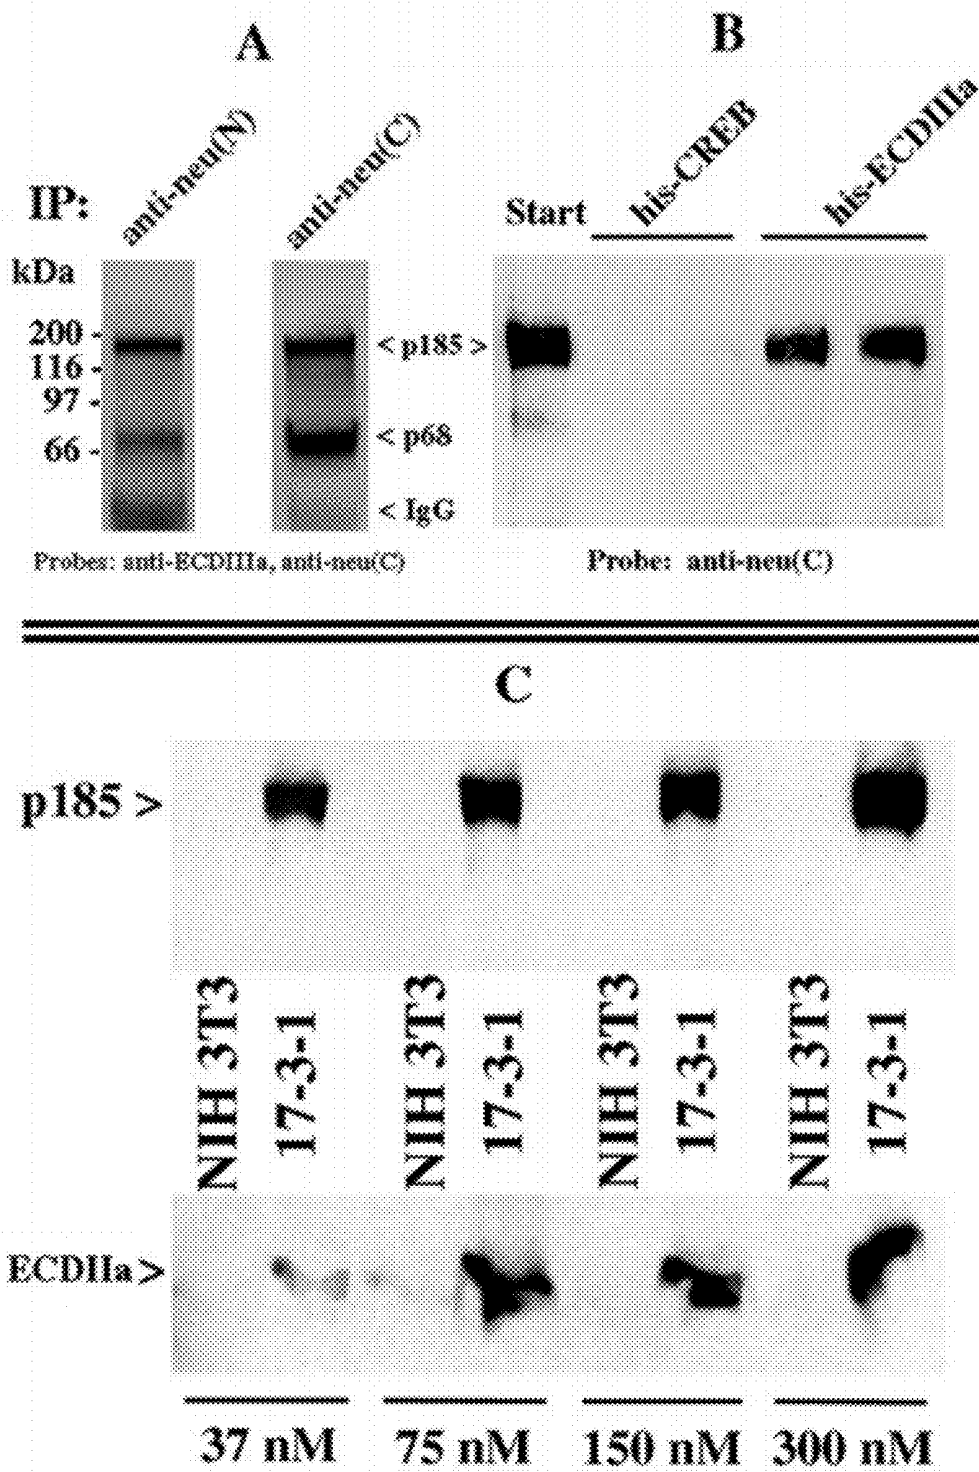 A
B
IP:
anti-neu(N)
anti-neu(C)
Start
his-CREB
his-ECDIIIa
kDa
200 -
116 -
97 -
66 -
< p185 >
< p68
< IgG
Probes: anti-ECDIIIa, anti-neu(C)
Probe: anti-neu(C)
C
p185 >
NIH 3T3
17-3-1
NIH 3T3
17-3-1
NIH 3T3
17-3-1
NIH 3T3
17-3-1
ECDIIa >
37 nM
75 nM
150 nM
300 nM